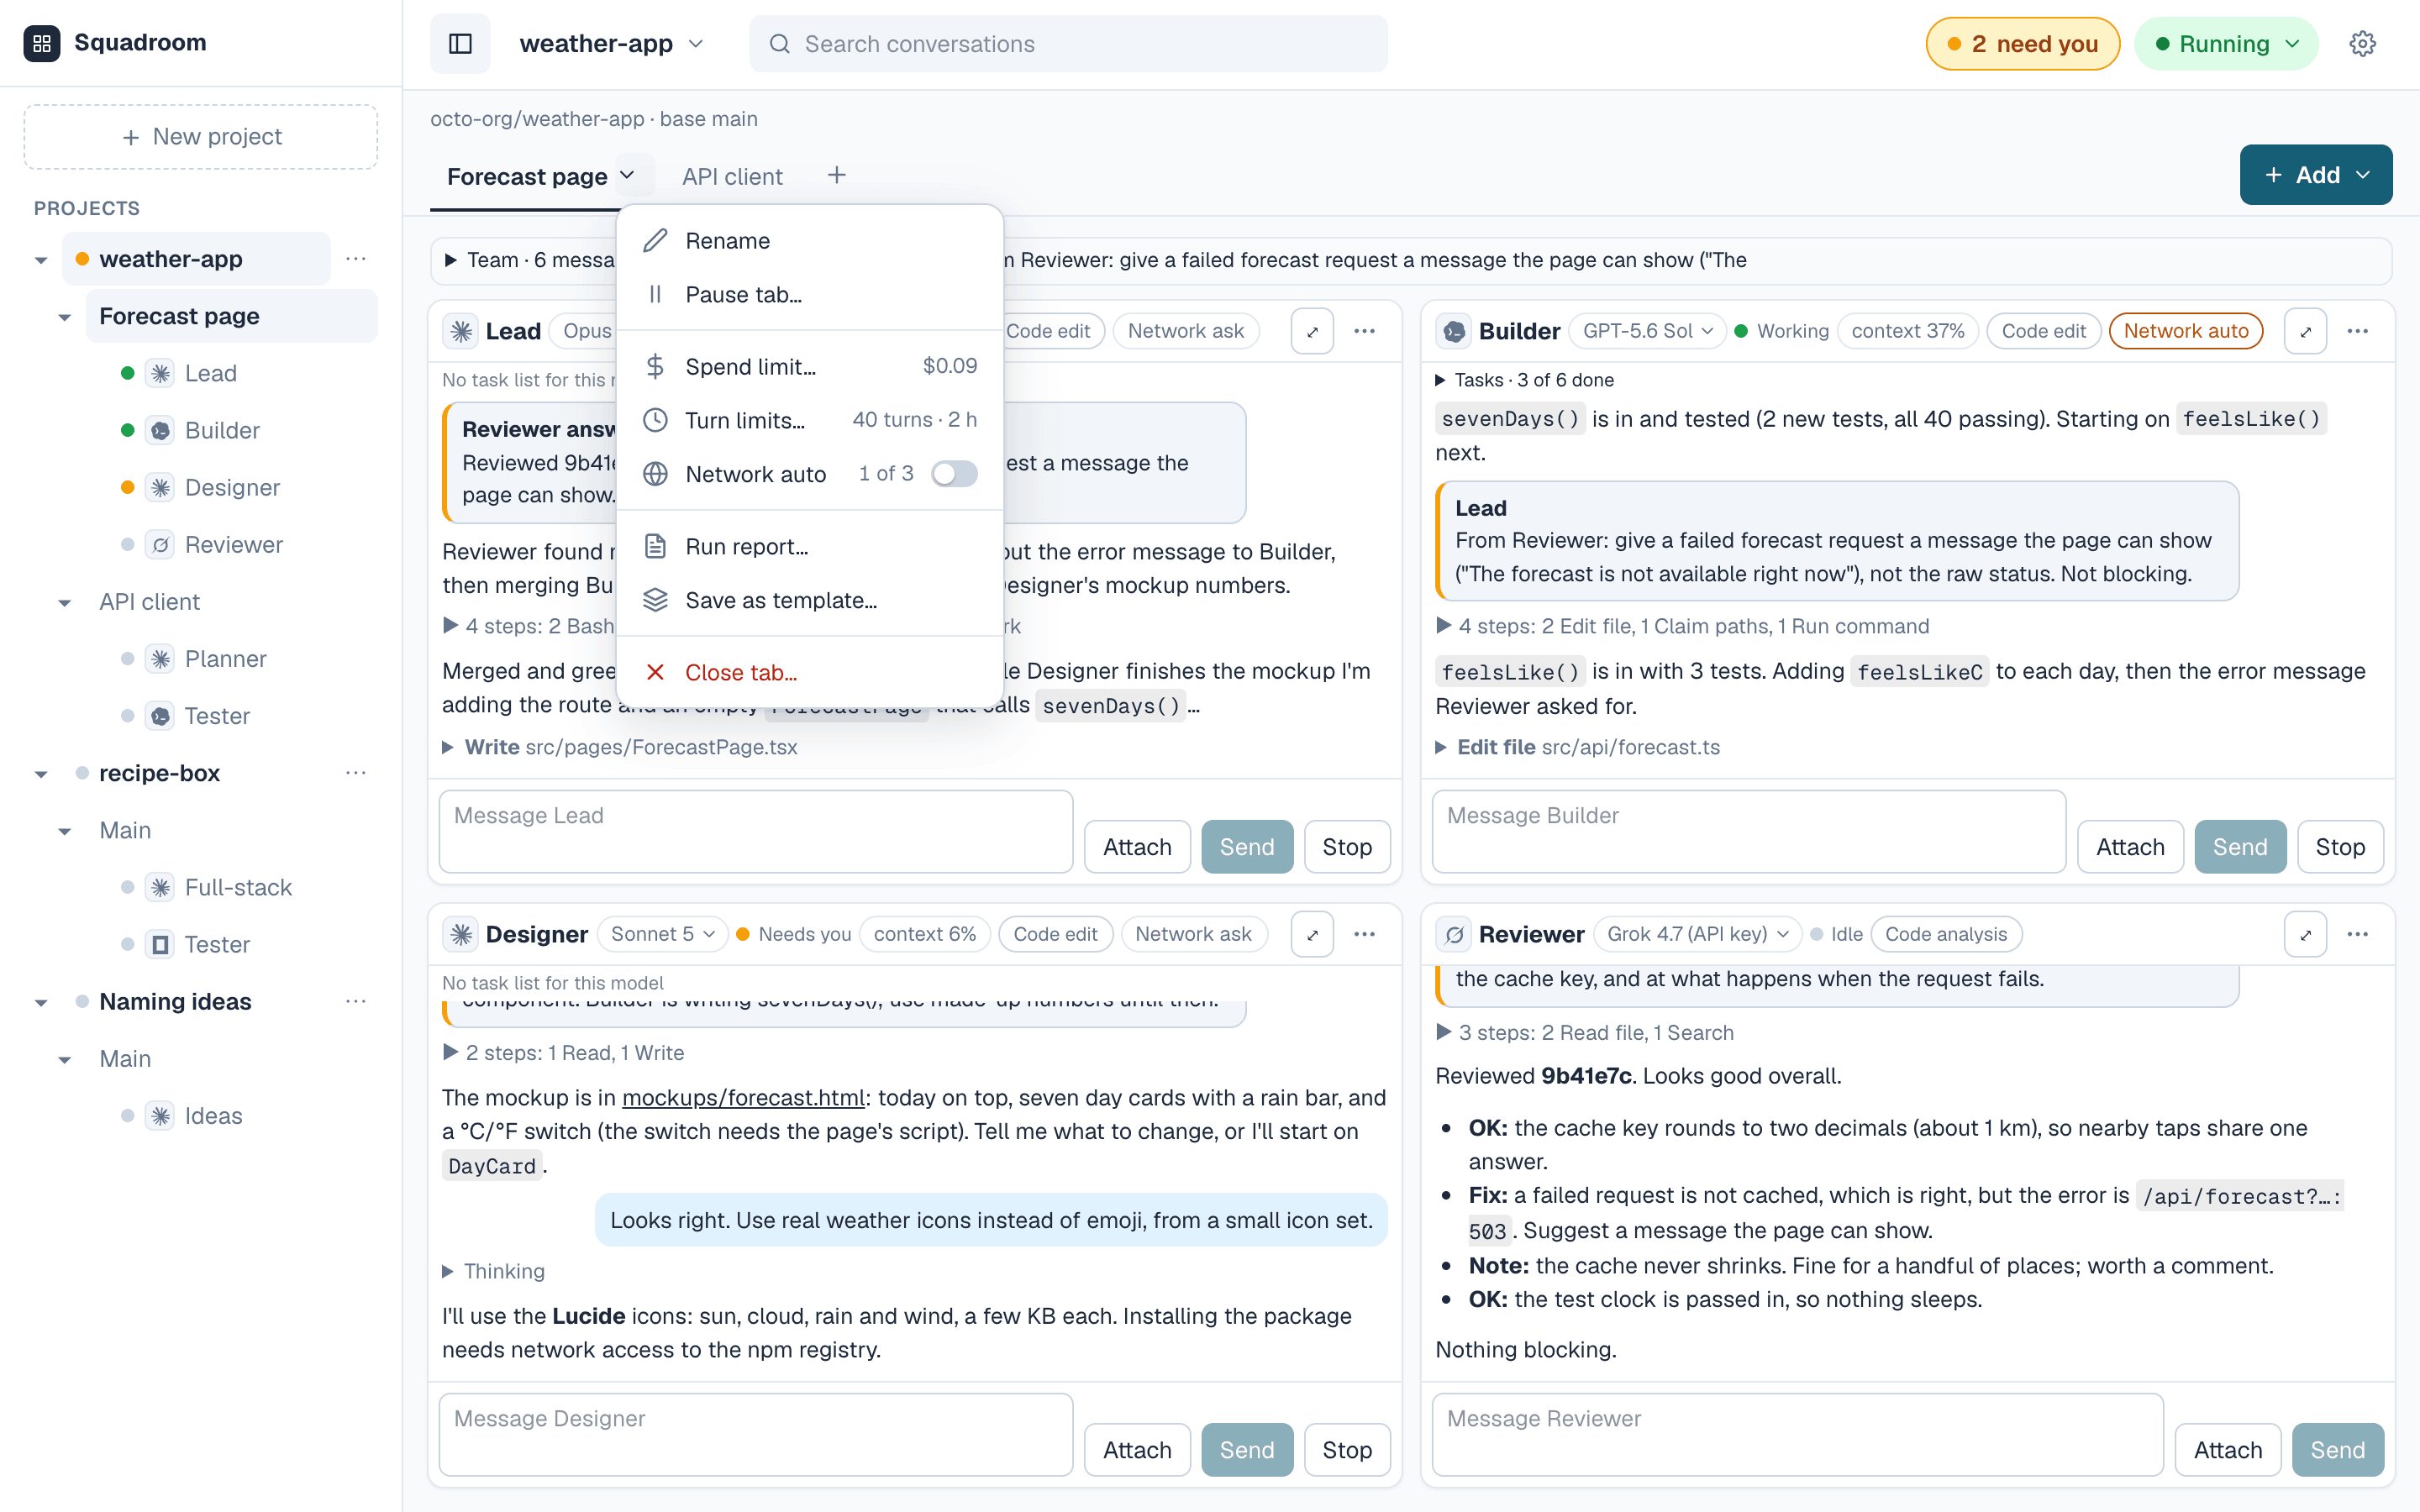 Squadroom
weather-app
Search conversations
2 need you
Running
New project
octo-org/weather-app · base main
Forecast page
API client
Add
PROJECTS
weather-app
Forecast page
Lead
Builder
Designer
Reviewer
API client
Planner
Tester
recipe-box
Main
Full-stack
Tester
Naming ideas
Main
Ideas
Rename
Pause tab…
Spend limit… $0.09
Turn limits… 40 turns · 2 h
Network auto 1 of 3
Run report…
Save as template…
Close tab…
Team · 6 messa
Reviewer: give a failed forecast request a message the page can show ("The
Lead Opus Code edit Network ask
No task list for this
Reviewer
Reviewed 9b41e est a message the
page can show.
Reviewer found out the error message to Builder,
then merging Bu Designer's mockup numbers.
4 steps: 2 Bash rk
Merged and gree le Designer finishes the mockup I'm
adding the route and an empty ForecastPage that calls sevenDays()…
Write src/pages/ForecastPage.tsx
Message Lead
Attach Send Stop
Builder GPT-5.6 Sol Working context 37% Code edit Network auto
Tasks · 3 of 6 done
sevenDays() is in and tested (2 new tests, all 40 passing). Starting on feelsLike()
next.
Lead
From Reviewer: give a failed forecast request a message the page can show
("The forecast is not available right now"), not the raw status. Not blocking.
4 steps: 2 Edit file, 1 Claim paths, 1 Run command
feelsLike() is in with 3 tests. Adding feelsLikeC to each day, then the error message
Reviewer asked for.
Edit file src/api/forecast.ts
Message Builder
Attach Send Stop
Designer Sonnet 5 Needs you context 6% Code edit Network ask
No task list for this model
component. Builder is writing sevenDays(), use made-up numbers until then.
2 steps: 1 Read, 1 Write
The mockup is in mockups/forecast.html: today on top, seven day cards with a rain bar, and
a °C/°F switch (the switch needs the page's script). Tell me what to change, or I'll start on
DayCard.
Looks right. Use real weather icons instead of emoji, from a small icon set.
Thinking
I'll use the Lucide icons: sun, cloud, rain and wind, a few KB each. Installing the package
needs network access to the npm registry.
Message Designer
Attach Send Stop
Reviewer Grok 4.7 (API key) Idle Code analysis
the cache key, and at what happens when the request fails.
3 steps: 2 Read file, 1 Search
Reviewed 9b41e7c. Looks good overall.
OK: the cache key rounds to two decimals (about 1 km), so nearby taps share one
answer.
Fix: a failed request is not cached, which is right, but the error is /api/forecast?…:
503. Suggest a message the page can show.
Note: the cache never shrinks. Fine for a handful of places; worth a comment.
OK: the test clock is passed in, so nothing sleeps.
Nothing blocking.
Message Reviewer
Attach Send